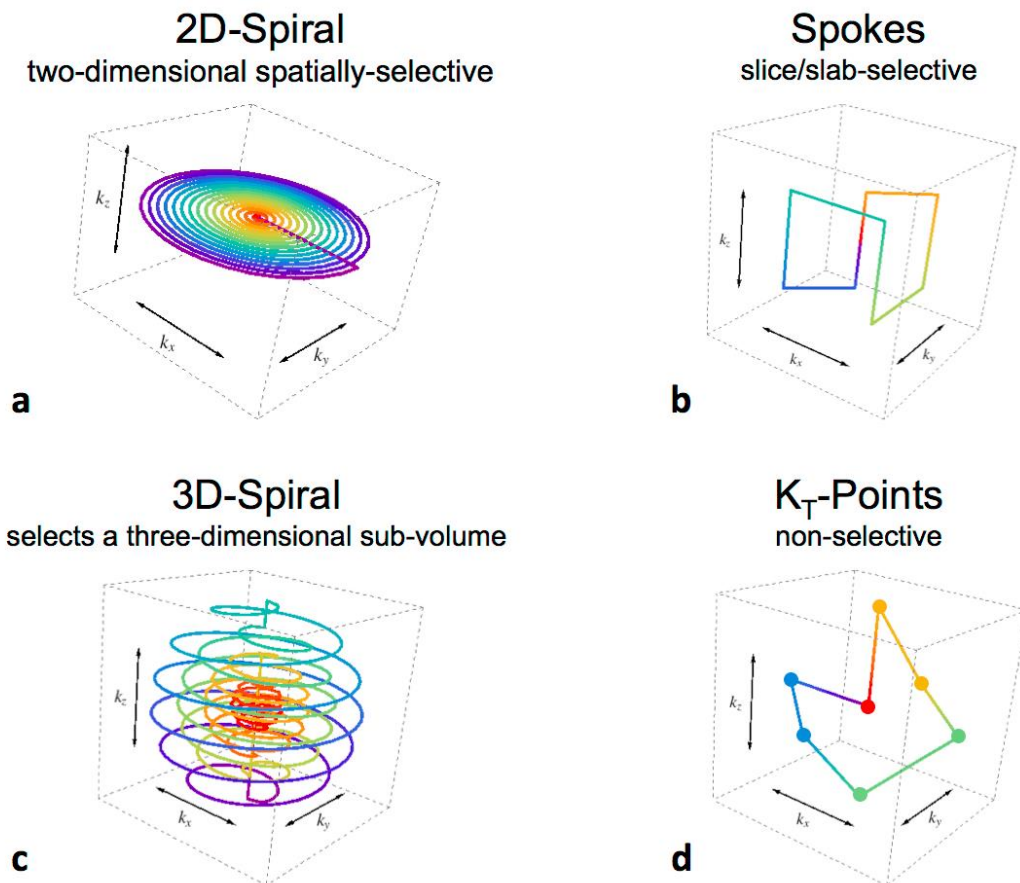 2D-Spiral
two-dimensional spatially-selective
kz
kx
ky
a
Spokes
slice/slab-selective
kz
kx
ky
b
3D-Spiral
selects a three-dimensional sub-volume
kz
kx
ky
c
KT-Points
non-selective
kz
kx
ky
d